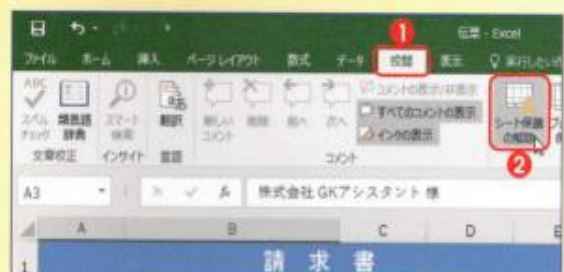 伝票 - Excel
1
ファイル ホーム 挿入 ページレイアウト 数式 データ 校閲 表示 実行したい
ABC
スペルチェック 類義語辞典 スマート検索 翻訳 新しいコメント 削除 前へ 次へ コメントの表示/非表示
すべてのコメントの表示
インクの表示
シート保護の解除
2
文章校正 インサイト 言語 コメント
A3 fx 株式会社 GKアシスタント 様
A B C D E
1 請求書